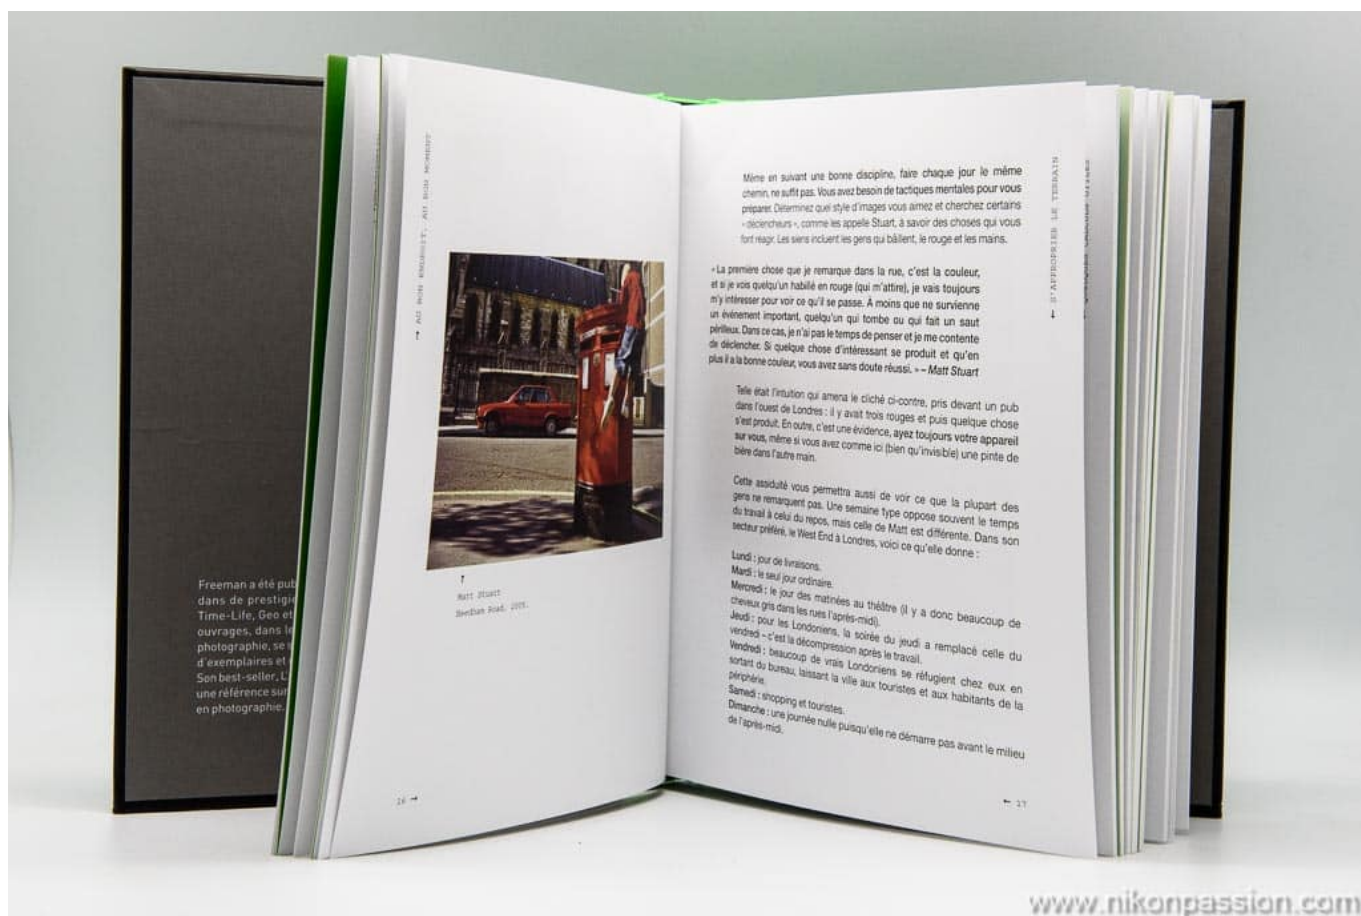 Freeman a été pub
dans de prestigie
Time-Life, Geo et
ouvrages, dans le
photographie, se
d'exemplaires et
Son best-seller, L'
une référence sur
en photographie.
→ AU BON ENDROIT, AU BON MOMENT
↑
Matt Stuart
Needham Road, 2005.
16 →
Même en suivant une bonne discipline, faire chaque jour le même
chemin, ne suffit pas. Vous avez besoin de tactiques mentales pour vous
préparer. Déterminez quel style d'images vous aimez et cherchez certains
« déclencheurs », comme les appelle Stuart, à savoir des choses qui vous
font réagir. Les siens incluent les gens qui bâillent, le rouge et les mains.
« La première chose que je remarque dans la rue, c'est la couleur,
et si je vois quelqu'un habillé en rouge (qui m'attire), je vais toujours
m'y intéresser pour voir ce qu'il se passe. À moins que ne survienne
un événement important, quelqu'un qui tombe ou qui fait un saut
périlleux. Dans ce cas, je n'ai pas le temps de penser et je me contente
de déclencher. Si quelque chose d'intéressant se produit et qu'en
plus il a la bonne couleur, vous avez sans doute réussi. » – Matt Stuart
Telle était l'intuition qui amena le cliché ci-contre, pris devant un pub
dans l'ouest de Londres : il y avait trois rouges et puis quelque chose
s'est produit. En outre, c'est une évidence, ayez toujours votre appareil
sur vous, même si vous avez comme ici (bien qu'invisible) une pinte de
bière dans l'autre main.
Cette assiduité vous permettra aussi de voir ce que la plupart des
gens ne remarquent pas. Une semaine type oppose souvent le temps
du travail à celui du repos, mais celle de Matt est différente. Dans son
secteur préféré, le West End à Londres, voici ce qu'elle donne :
Lundi : jour de livraisons.
Mardi : le seul jour ordinaire.
Mercredi : le jour des matinées au théâtre (il y a donc beaucoup de
cheveux gris dans les rues l'après-midi).
Jeudi : pour les Londoniens, la soirée du jeudi a remplacé celle du
vendredi – c'est la décompression après le travail.
Vendredi : beaucoup de vrais Londoniens se réfugient chez eux en
sortant du bureau, laissant la ville aux touristes et aux habitants de la
périphérie.
Samedi : shopping et touristes.
Dimanche : une journée nulle puisqu'elle ne démarre pas avant le milieu
de l'après-midi.
← S'APPROPRIER LE TERRAIN
← 17
www.nikonpassion.com